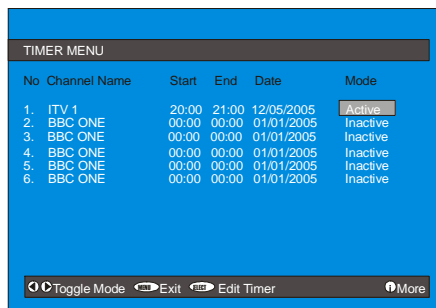 TIMER MENU
No Channel Name Start End Date Mode
1. ITV 1 20:00 21:00 12/05/2005 Active
2. BBC ONE 00:00 00:00 01/01/2005 Inactive
3. BBC ONE 00:00 00:00 01/01/2005 Inactive
4. BBC ONE 00:00 00:00 01/01/2005 Inactive
5. BBC ONE 00:00 00:00 01/01/2005 Inactive
6. BBC ONE 00:00 00:00 01/01/2005 Inactive
Toggle Mode MENU Exit SELECT Edit Timer i More